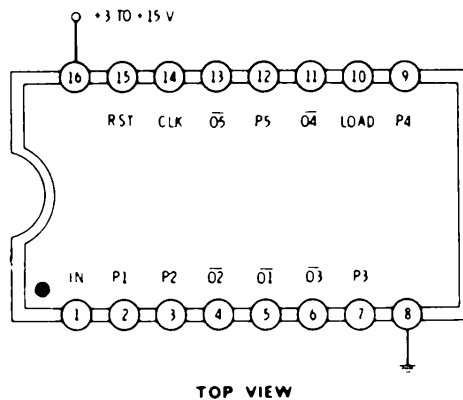 +3 TO +15 V
16 15 14 13 12 11 10 9
RST CLK O̅5̅ P5 O̅4̅ LOAD P4
IN P1 P2 O̅2̅ O̅1̅ O̅3̅ P3
1 2 3 4 5 6 7 8
TOP VIEW